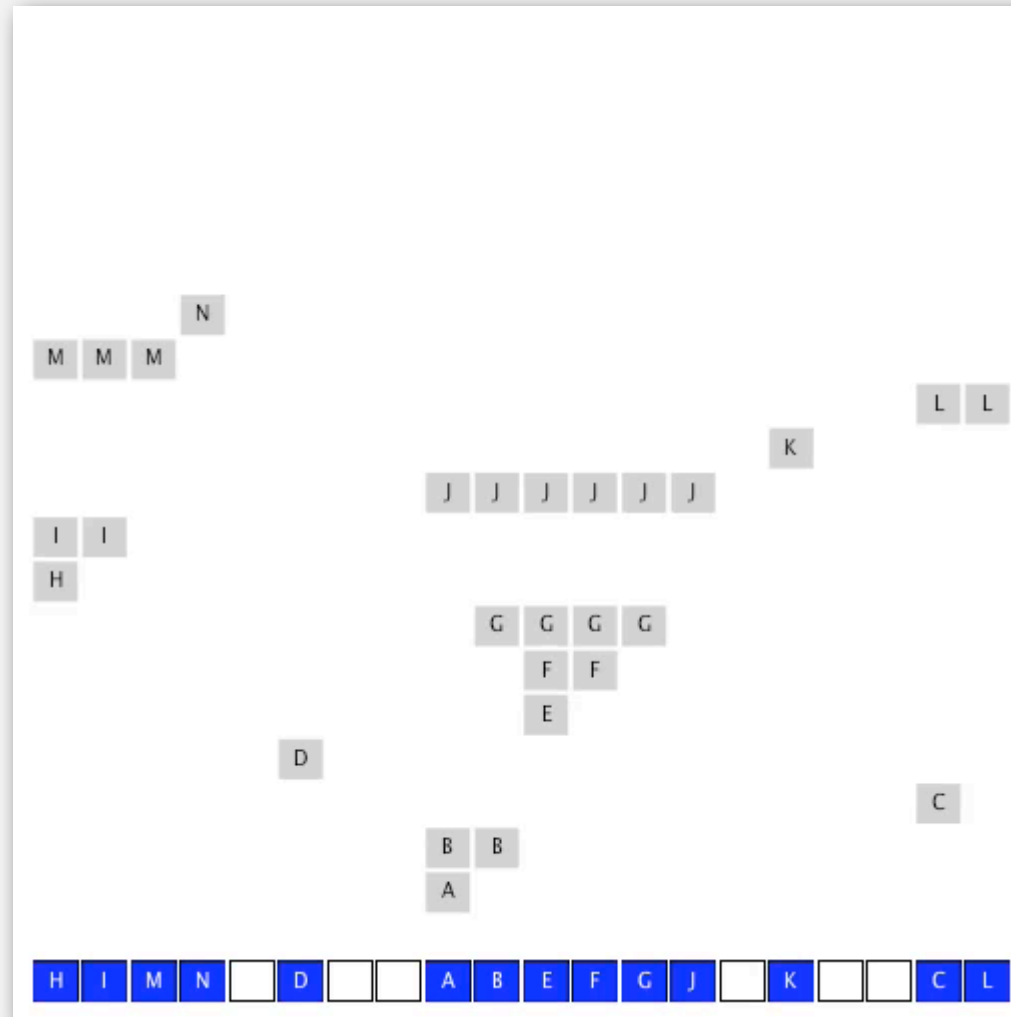 N
M M M
L L
K
J J J J J J
I I
H
G G G G
F F
E
D
C
B B
A
H I M N D A B E F G J K C L